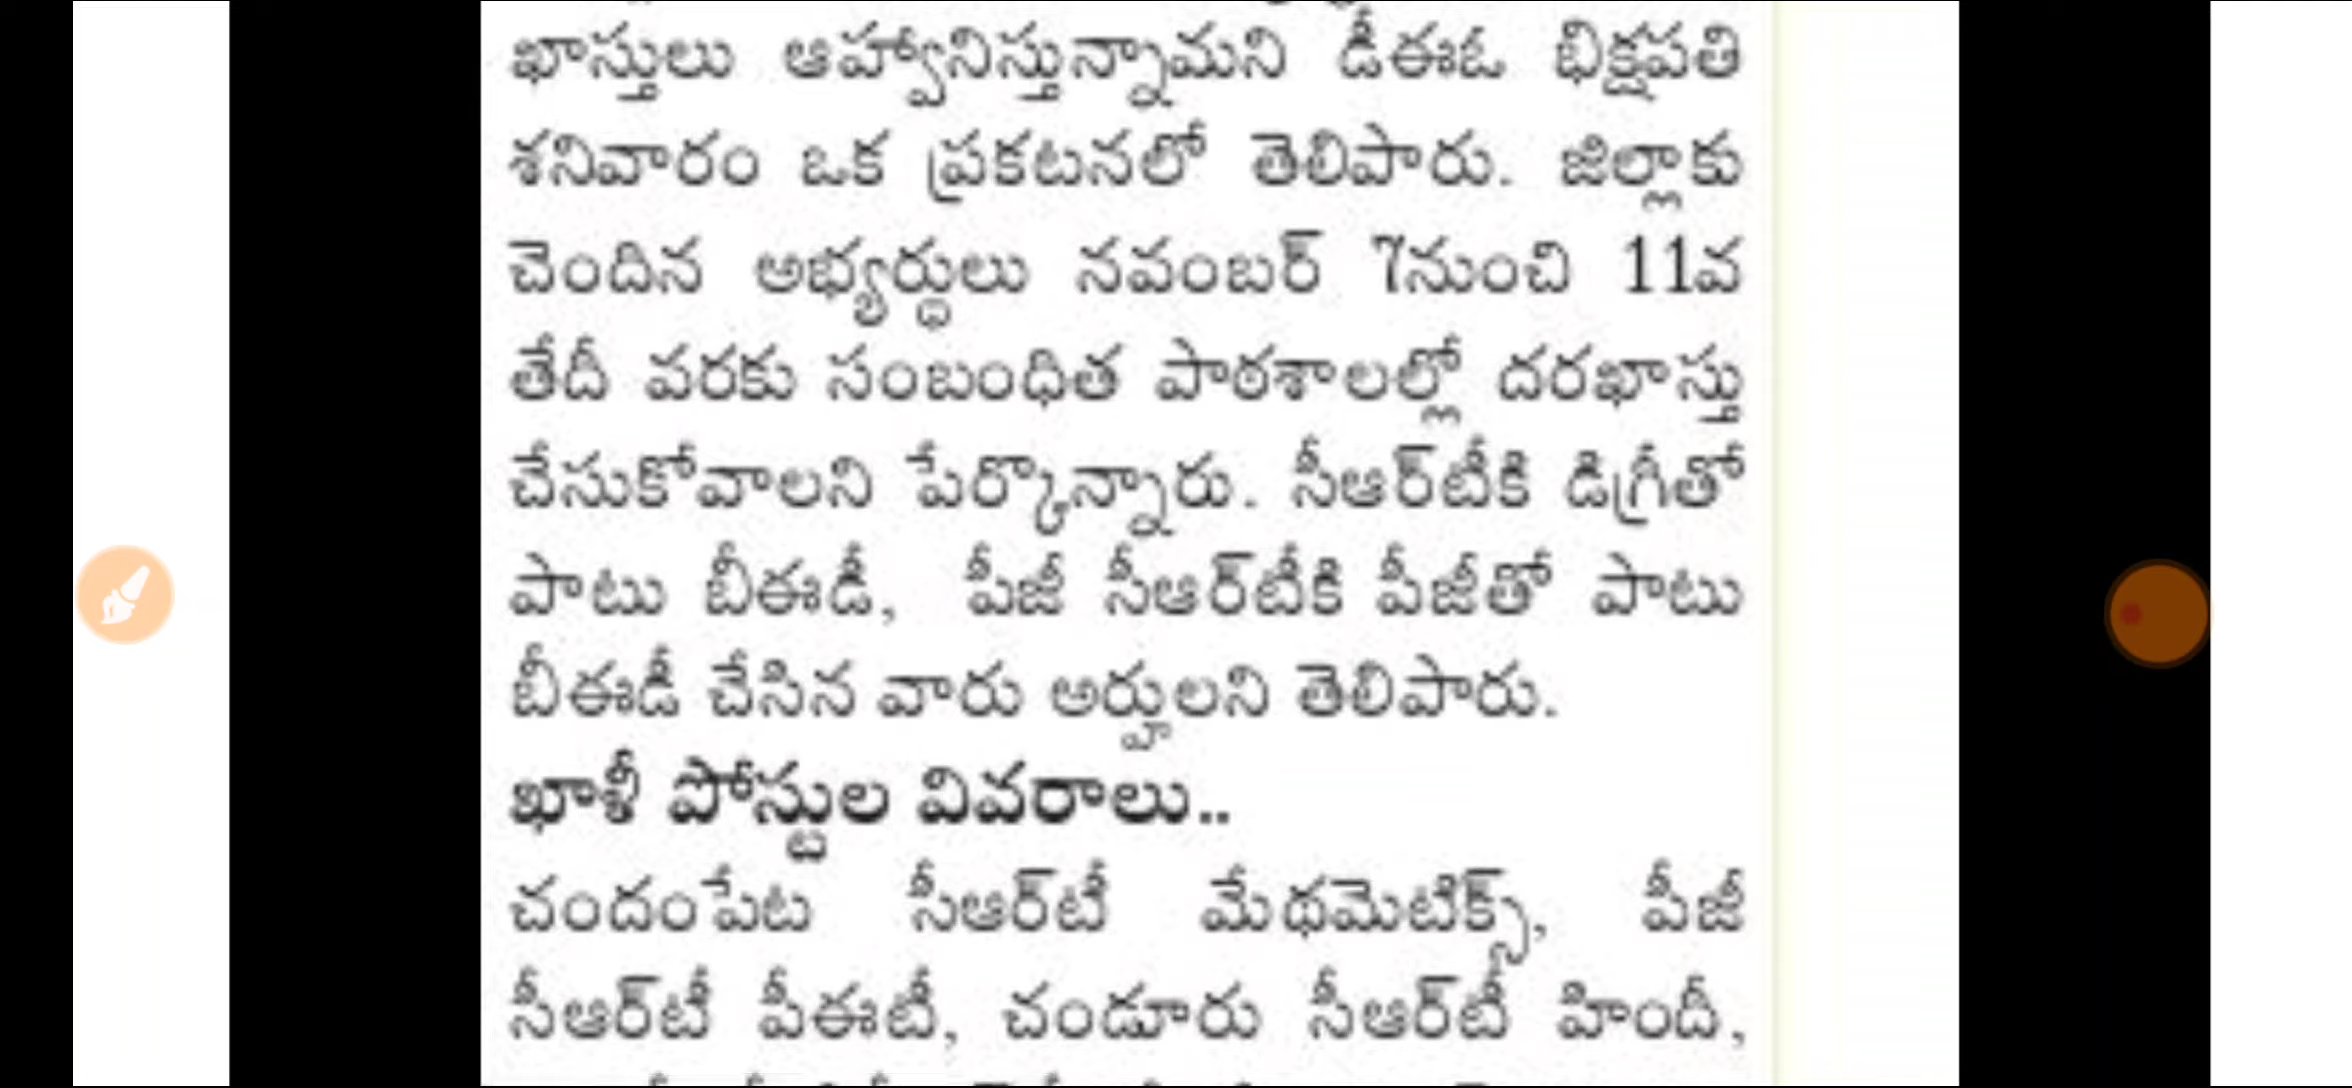 ఖాస్తులు ఆహ్వానిస్తున్నామని డీఈఓ భిక్షపతి
శనివారం ఒక ప్రకటనలో తెలిపారు. జిల్లాకు
చెందిన అభ్యర్థులు నవంబర్ 7నుంచి 11వ
తేదీ వరకు సంబంధిత పాఠశాలల్లో దరఖాస్తు
చేసుకోవాలని పేర్కొన్నారు. సీఆర్‌టీకి డిగ్రీతో
పాటు బీఈడీ, పీజీ సీఆర్‌టీకి పీజీతో పాటు
బీఈడీ చేసిన వారు అర్హులని తెలిపారు.
ఖాళీ పోస్టుల వివరాలు..
చందంపేట సీఆర్‌టీ మేథమెటిక్స్, పీజీ
సీఆర్‌టీ పీఈటీ, చండూరు సీఆర్‌టీ హిందీ,